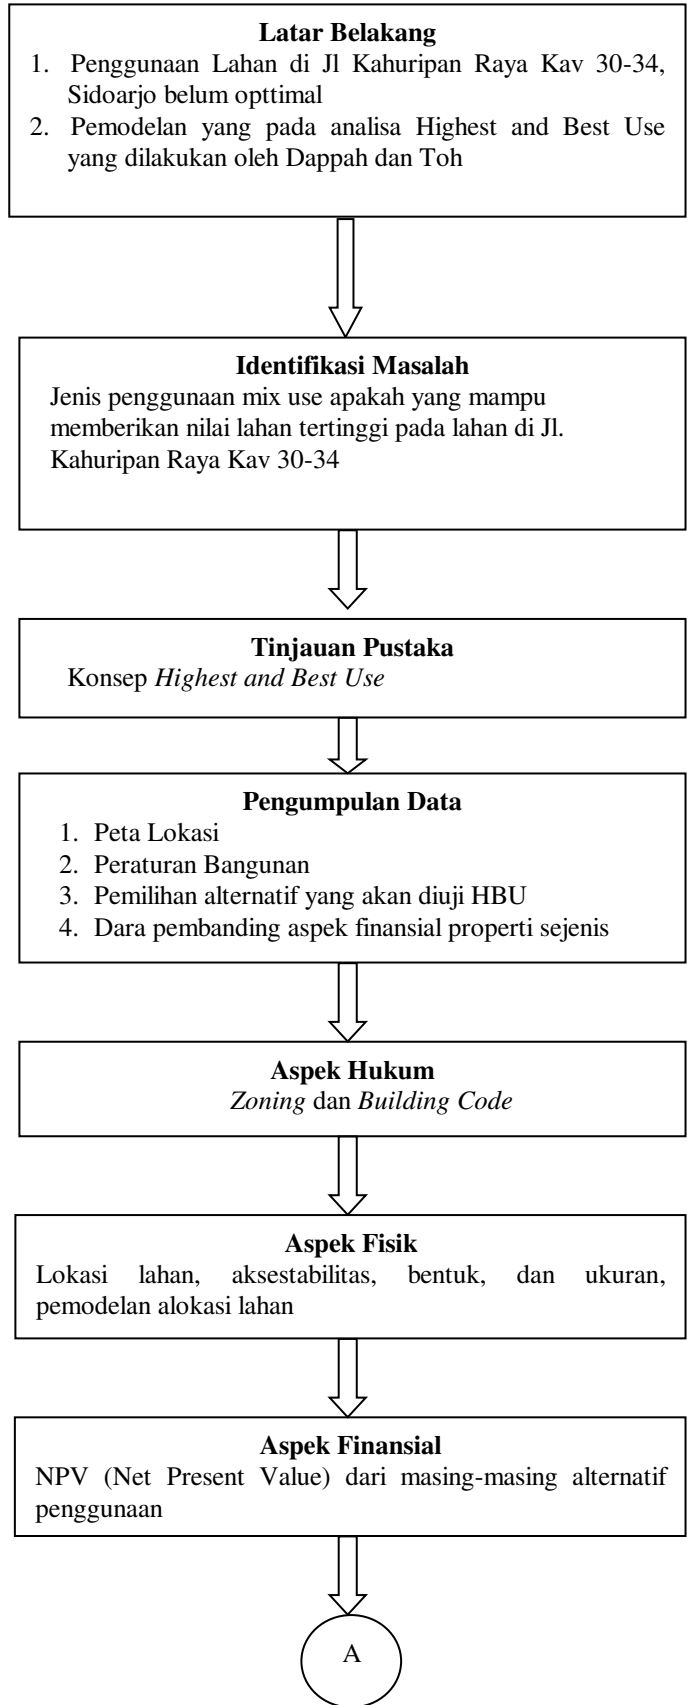 Latar Belakang
1. Penggunaan Lahan di Jl Kahuripan Raya Kav 30-34,
Sidoarjo belum opttimal
2. Pemodelan yang pada analisa Highest and Best Use
yang dilakukan oleh Dappah dan Toh
Identifikasi Masalah
Jenis penggunaan mix use apakah yang mampu
memberikan nilai lahan tertinggi pada lahan di Jl.
Kahuripan Raya Kav 30-34
Tinjauan Pustaka
Konsep Highest and Best Use
Pengumpulan Data
1. Peta Lokasi
2. Peraturan Bangunan
3. Pemilihan alternatif yang akan diuji HBU
4. Dara pembanding aspek finansial properti sejenis
Aspek Hukum
Zoning dan Building Code
Aspek Fisik
Lokasi lahan, aksestabilitas, bentuk, dan ukuran,
pemodelan alokasi lahan
Aspek Finansial
NPV (Net Present Value) dari masing-masing alternatif
penggunaan
A